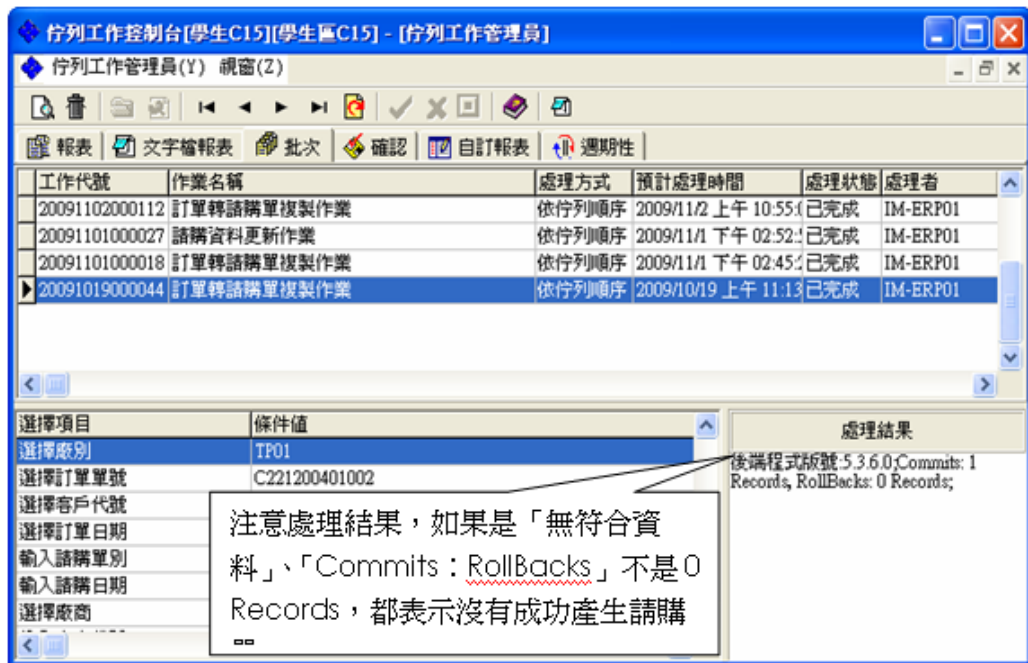 佇列工作控制台[學生C15][學生區C15] - [佇列工作管理員]
佇列工作管理員(Y) 視窗(Z)
報表 文字檔報表 批次 確認 自訂報表 週期性
工作代號 作業名稱 處理方式 預計處理時間 處理狀態 處理者
20091102000112 訂單轉請購單複製作業 依佇列順序 2009/11/2 上午 10:55:( 已完成 IM-ERP01
20091101000027 請購資料更新作業 依佇列順序 2009/11/1 下午 02:52: 已完成 IM-ERP01
20091101000018 訂單轉請購單複製作業 依佇列順序 2009/11/1 下午 02:45: 已完成 IM-ERP01
20091019000044 訂單轉請購單複製作業 依佇列順序 2009/10/19 上午 11:13 已完成 IM-ERP01
選擇項目 條件值
選擇廠別 TP01
選擇訂單單號 C221200401002
選擇客戶代號
選擇訂單日期
輸入請購單別
輸入請購日期
選擇廠商
處理結果
後端程式版號:5.3.6.0;Commits: 1
Records, RollBacks: 0 Records;
注意處理結果，如果是「無符合資
料」、「Commits：RollBacks」不是0
Records，都表示沒有成功產生請購